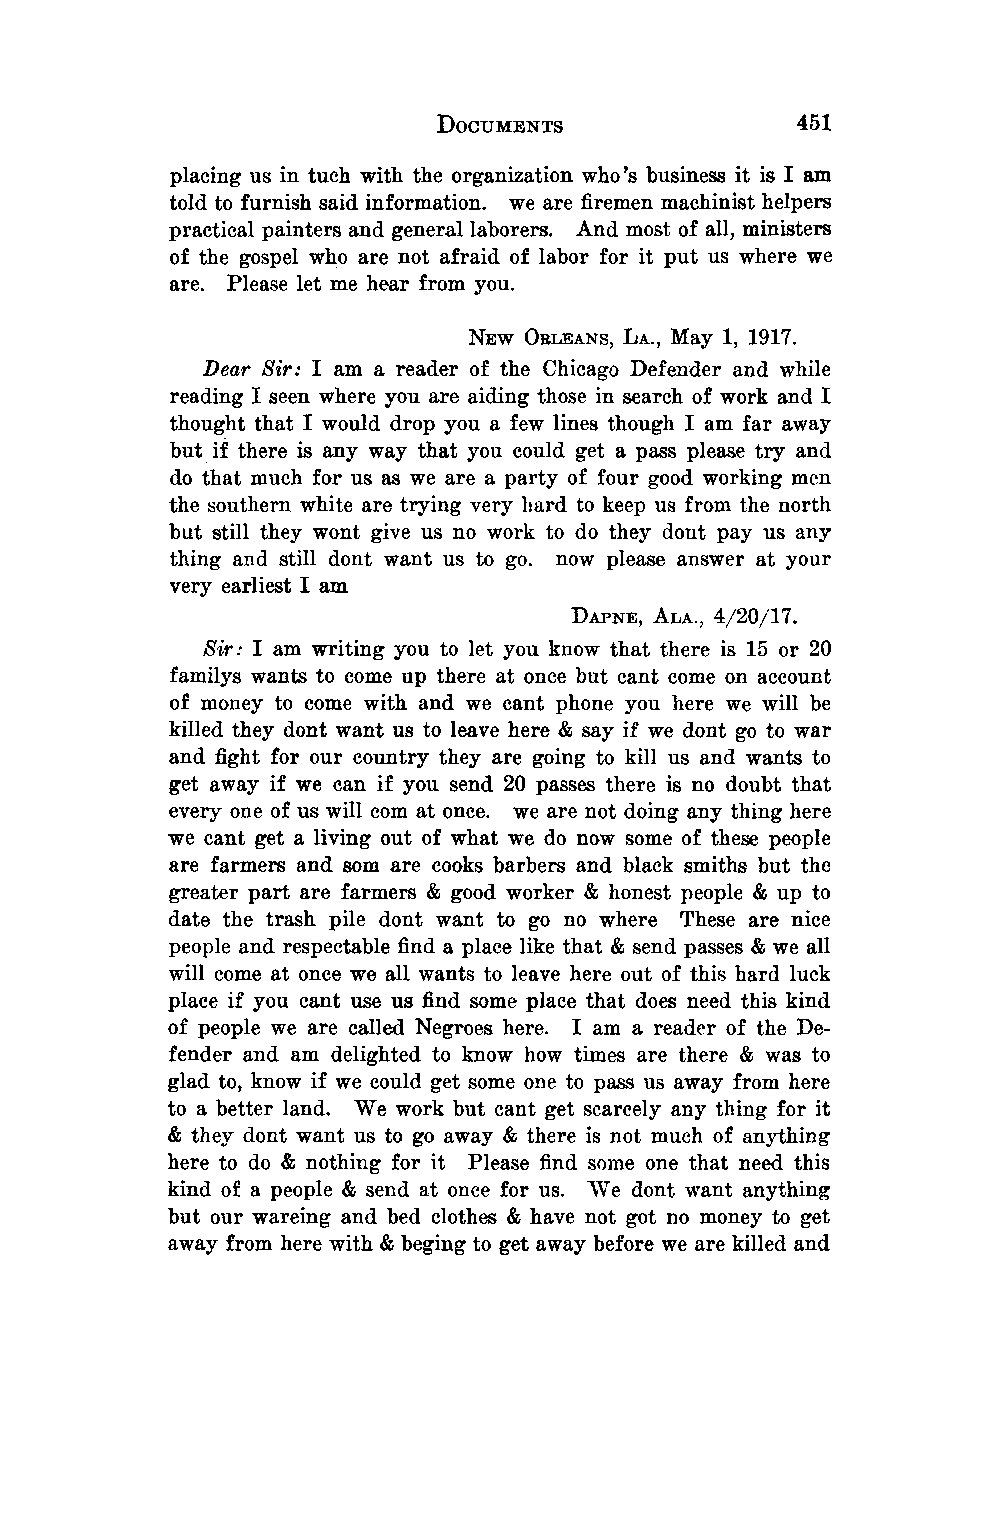 DOCUMENTS 451
placing us in tuch with the organization who's business it is I am
told to furnish said information. we are firemen machinist helpers
practical painters and general laborers. And most of all, ministers
of the gospel who are not afraid of labor for it put us where we
are. Please let me hear from you.
NEW ORLEANS, LA., May 1, 1917.
Dear Sir: I am a reader of the Chicago Defender and while
reading I seen where you are aiding those in search of work and I
thought that I would drop you a few lines though I am far away
but if there is any way that you could get a pass please try and
do that much for us as we are a party of four good working men
the southern white are trying very hard to keep us from the north
but still they wont give us no work to do they dont pay us any
thing and still dont want us to go. now please answer at your
very earliest I am
DAPNE, ALA., 4/20/17.
Sir: I am writing you to let you know that there is 15 or 20
familys wants to come up there at once but cant come on account
of money to come with and we cant phone you here we will be
killed they dont want us to leave here & say if we dont go to war
and fight for our country they are going to kill us and wants to
get away if we can if you send 20 passes there is no doubt that
every one of us will com at once. we are not doing any thing here
we cant get a living out of what we do now some of these people
are farmers and som are cooks barbers and black smiths but the
greater part are farmers & good worker & honest people & up to
date the trash pile dont want to go no where These are nice
people and respectable find a place like that & send passes & we all
will come at once we all wants to leave here out of this hard luck
place if you cant use us find some place that does need this kind
of people we are called Negroes here. I am a reader of the De-
fender and am delighted to know how times are there & was to
glad to, know if we could get some one to pass us away from here
to a better land. We work but cant get scarcely any thing for it
& they dont want us to go away & there is not much of anything
here to do & nothing for it Please find some one that need this
kind of a people & send at once for us. We dont want anything
but our wareing and bed clothes & have not got no money to get
away from here with & beging to get away before we are killed and